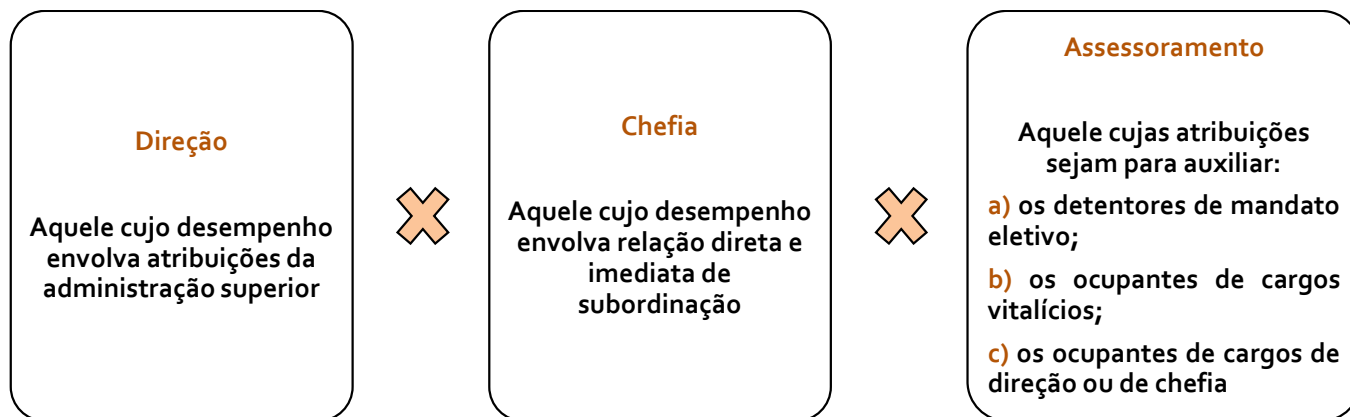 Direção
Aquele cujo desempenho
envolva atribuições da
administração superior
Chefia
Aquele cujo desempenho
envolva relação direta e
imediata de
subordinação
Assessoramento
Aquele cujas atribuições
sejam para auxiliar:
a) os detentores de mandato
eletivo;
b) os ocupantes de cargos
vitalícios;
c) os ocupantes de cargos de
direção ou de chefia